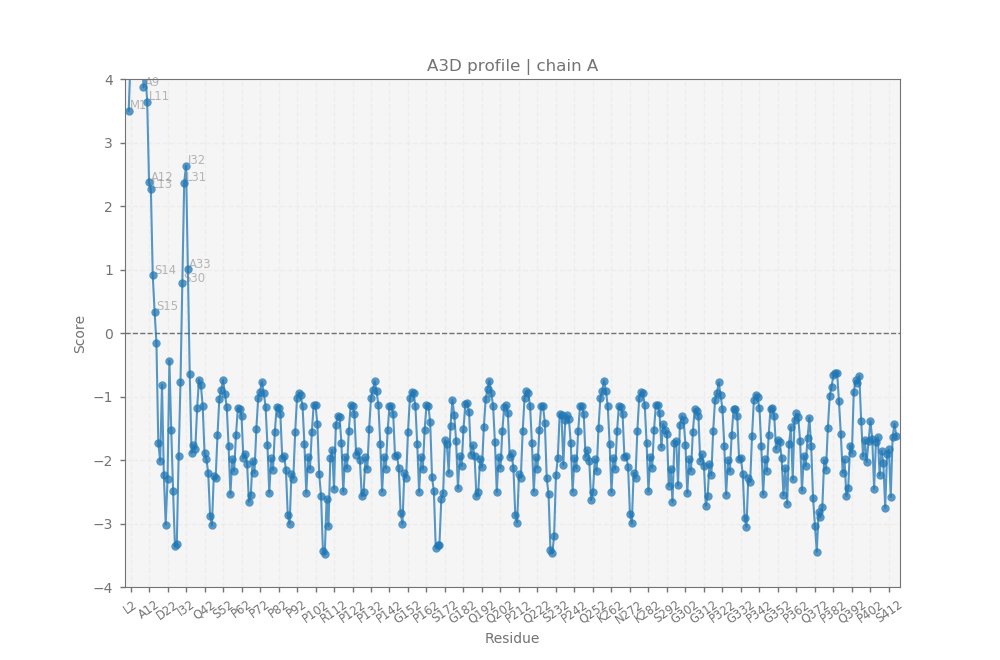 A3D profile | chain A
4
3
2
1
0
−1
−2
−3
−4
Score
M1
A9
L11
A12
L13
S14
S15
I32
L31
A33
S30
L2
A12
D22
I32
Q42
S52
A62
P72
R82
P92
P102
R112
P122
P132
P142
G152
P162
S172
G182
Q192
Q202
P212
Q222
S232
P242
Q252
K262
N272
K282
S292
G302
G312
P322
G332
P342
G352
P362
Q372
P382
Q392
P402
S412
Residue